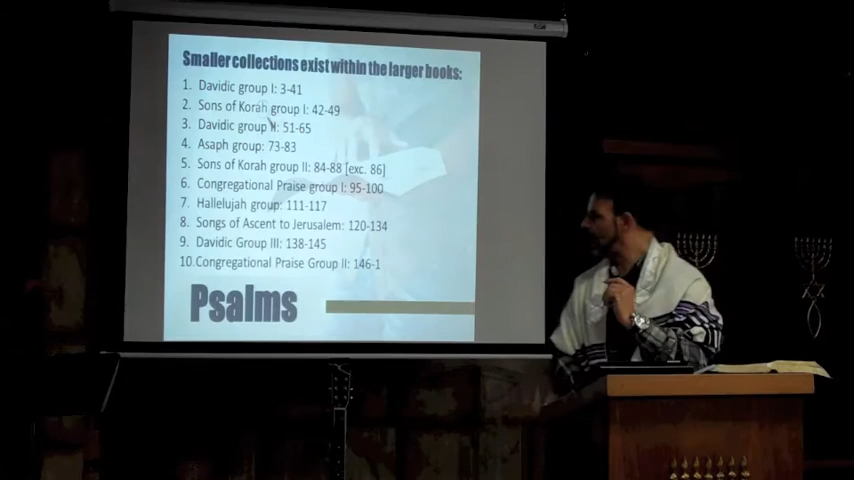 Smaller collections exist within the larger books:
1. Davidic group I: 3-41
2. Sons of Korah group I: 42-49
3. Davidic group II: 51-65
4. Asaph group: 73-83
5. Sons of Korah group II: 84-88 [exc. 86]
6. Congregational Praise group I: 95-100
7. Hallelujah group: 111-117
8. Songs of Ascent to Jerusalem: 120-134
9. Davidic Group III: 138-145
10. Congregational Praise Group II: 146-1
Psalms